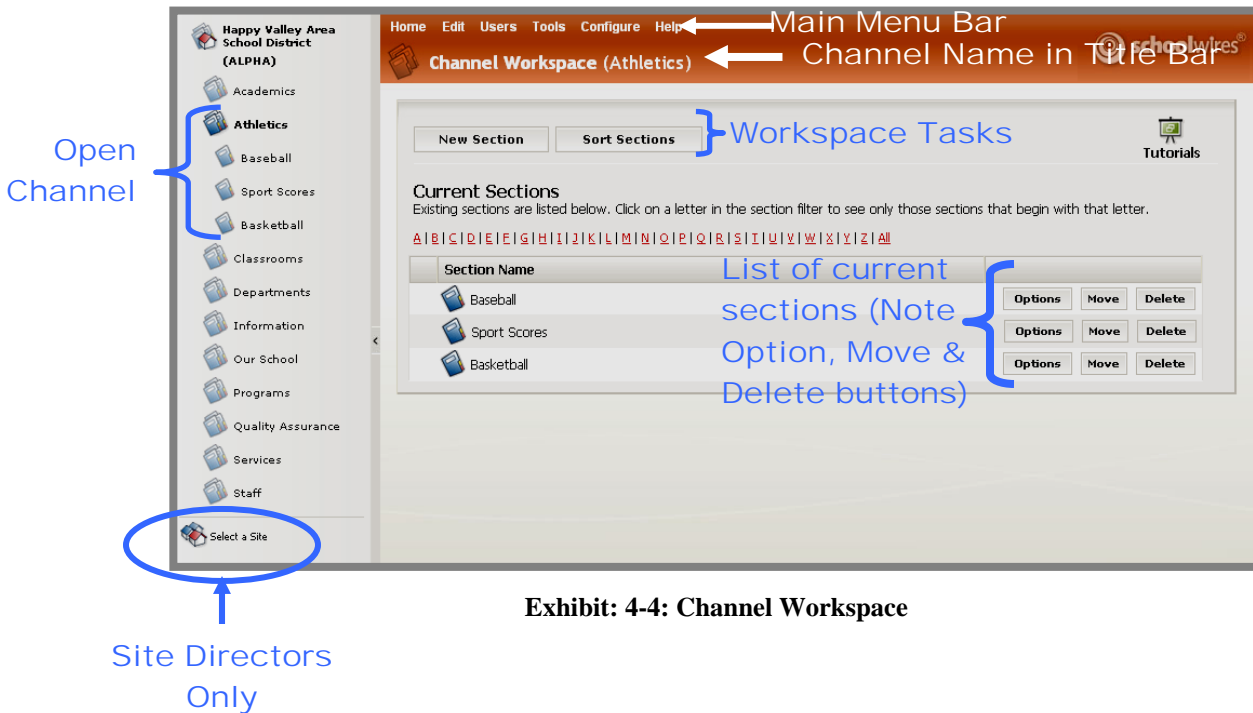 Happy Valley Area
School District
(ALPHA)
Academics
Athletics
Baseball
Sport Scores
Basketball
Classrooms
Departments
Information
Our School
Programs
Quality Assurance
Services
Staff
Select a Site
Open
Channel
Site Directors
Only
Home Edit Users Tools Configure Help
Main Menu Bar
Channel Workspace (Athletics)
Channel Name in Title Bar
schoolwires®
New Section Sort Sections
Workspace Tasks
Tutorials
Current Sections
Existing sections are listed below. Click on a letter in the section filter to see only those sections that begin with that letter.
A | B | C | D | E | F | G | H | I | J | K | L | M | N | O | P | Q | R | S | T | U | V | W | X | Y | Z | All
Section Name
Baseball Options Move Delete
Sport Scores Options Move Delete
Basketball Options Move Delete
List of current
sections (Note
Option, Move &
Delete buttons)
<
Exhibit: 4-4: Channel Workspace